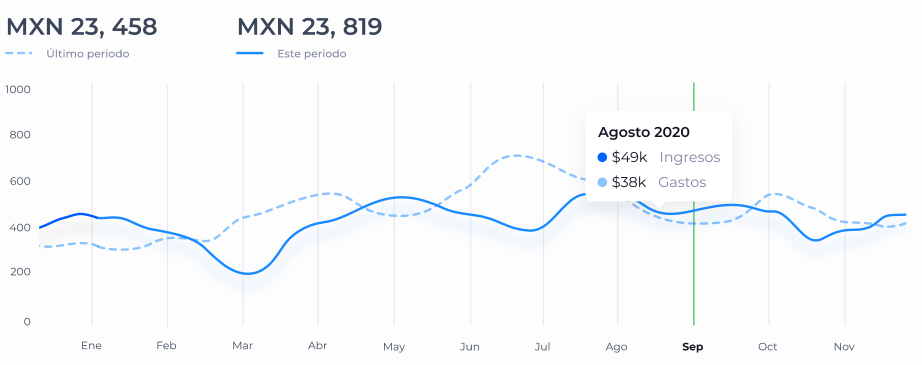 MXN 23, 458
MXN 23, 819
Último periodo
Este periodo
1000
800
600
400
200
0
Agosto 2020
$49k Ingresos
$38k Gastos
Ene Feb Mar Abr May Jun Jul Ago Sep Oct Nov